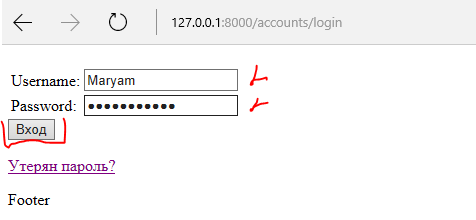 127.0.0.1:8000/accounts/login
Username: Maryam
Password: ●●●●●●●●●●●
Вход
Утерян пароль?
Footer